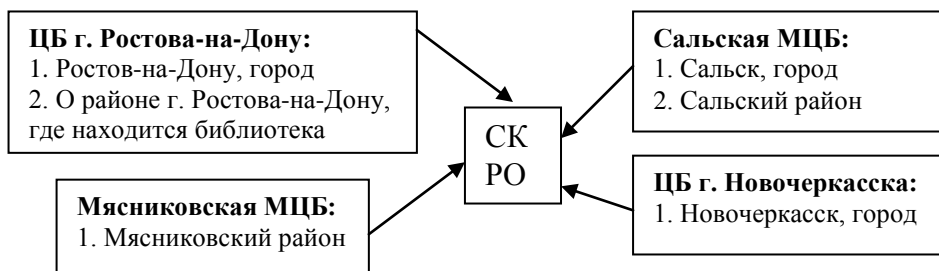 ЦБ г. Ростова-на-Дону:
1. Ростов-на-Дону, город
2. О районе г. Ростова-на-Дону,
где находится библиотека
Сальская МЦБ:
1. Сальск, город
2. Сальский район
СК
РО
Мясниковская МЦБ:
1. Мясниковский район
ЦБ г. Новочеркасска:
1. Новочеркасск, город